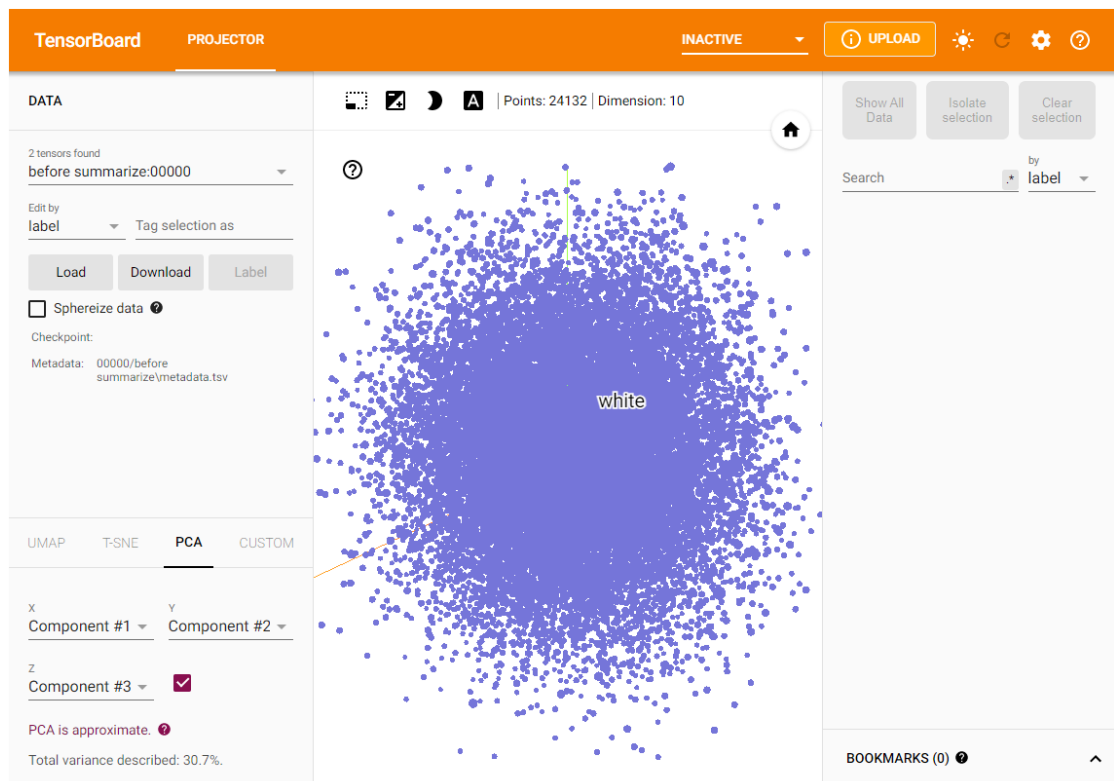 TensorBoard
PROJECTOR
INACTIVE
UPLOAD
DATA
2 tensors found
before summarize:00000
Edit by
label
Tag selection as
Load
Download
Label
Sphereize data
Checkpoint:
Metadata: 00000/before
summarize\metadata.tsv
UMAP
T-SNE
PCA
CUSTOM
X
Component #1
Y
Component #2
Z
Component #3
PCA is approximate.
Total variance described: 30.7%.
A
Points: 24132
Dimension: 10
white
Show All
Data
Isolate
selection
Clear
selection
Search
.*
by
label
BOOKMARKS (0)